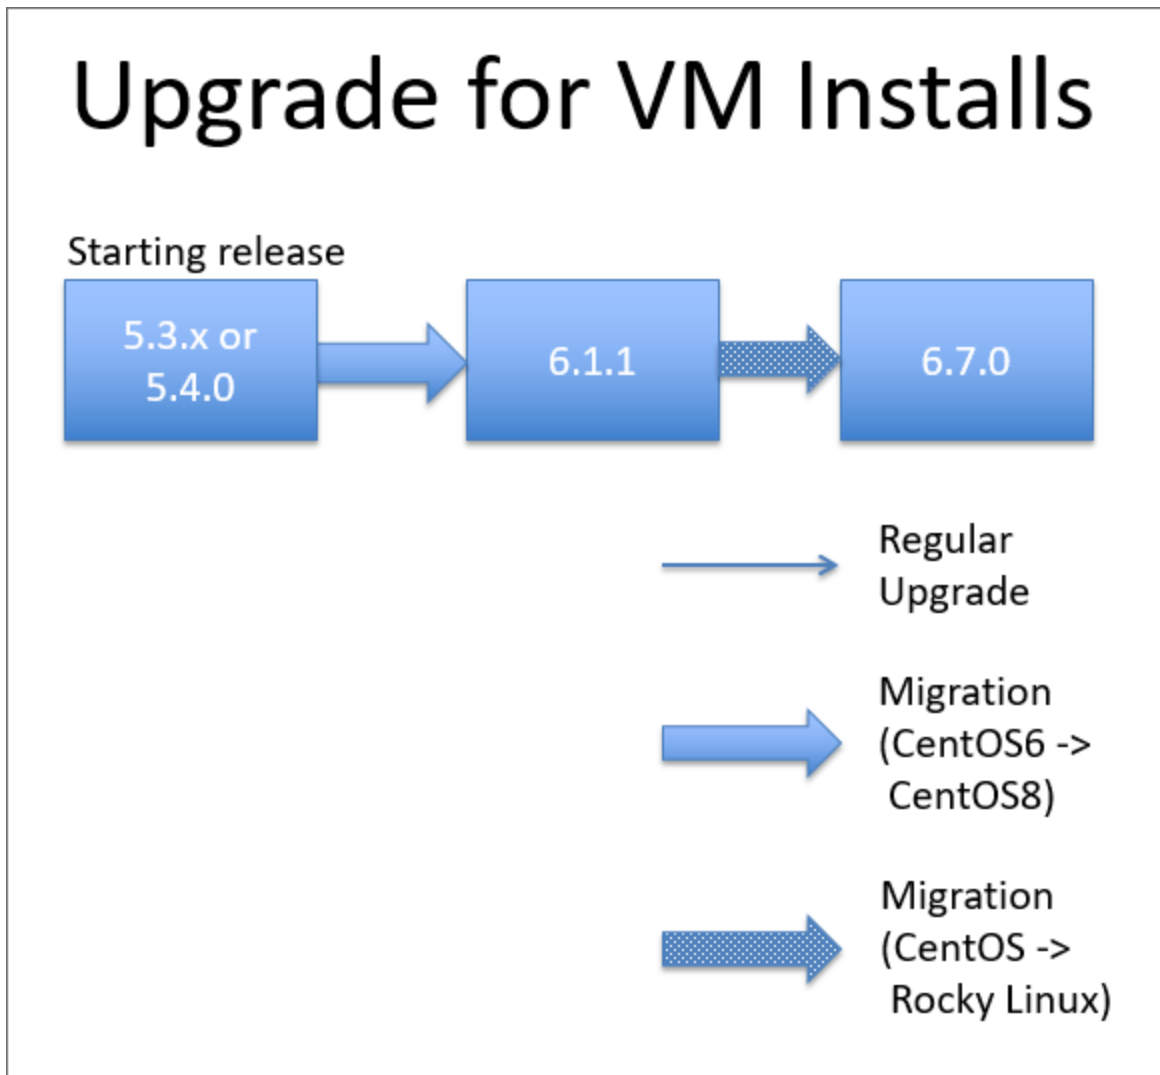 Upgrade for VM Installs
Starting release
5.3.x or
5.4.0
6.1.1
6.7.0
Regular
Upgrade
Migration
(CentOS6 ->
CentOS8)
Migration
(CentOS ->
Rocky Linux)